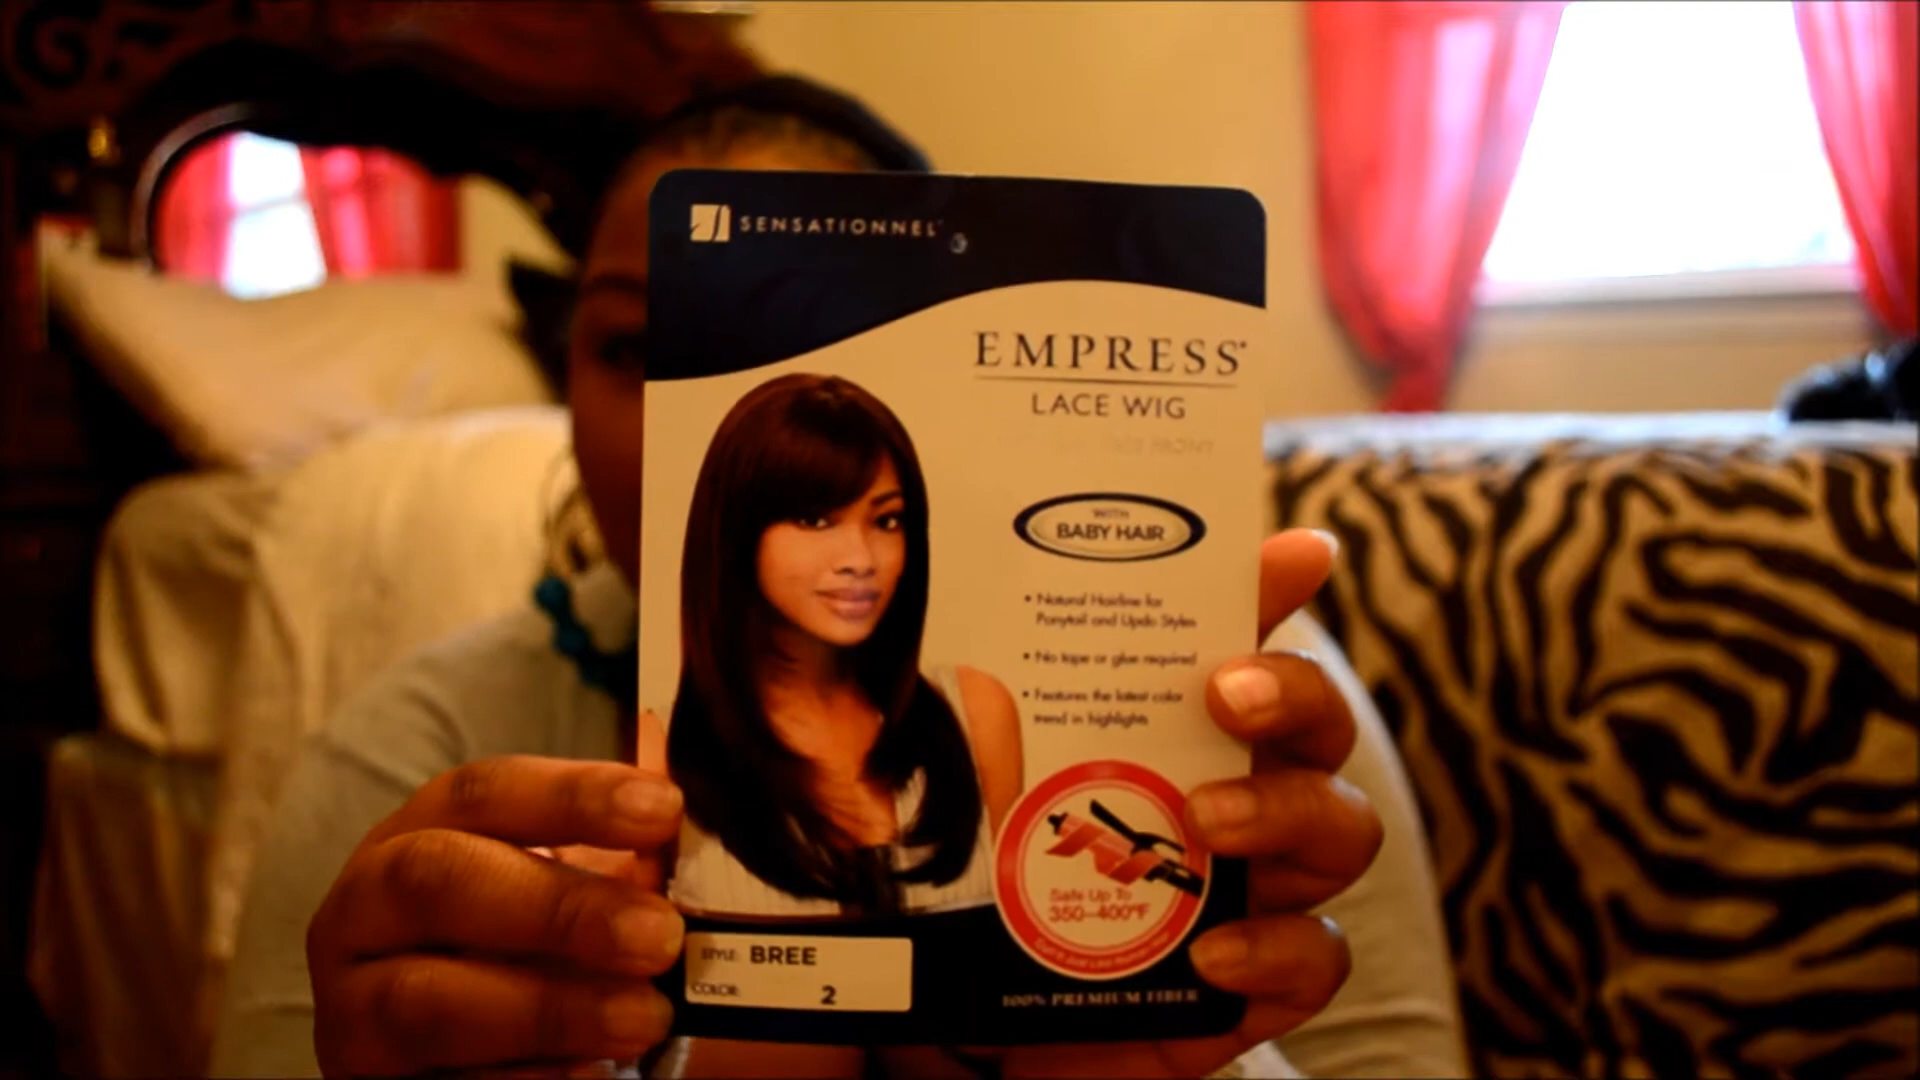 SENSATIONNEL
EMPRESS
LACE WIG
WITH
BABY HAIR
• Natural Hairline for
Ponytail and Updo Styles
• No tape or glue required
• Features the latest color
trend in highlights
Safe Up To
350-400°F
STYLE: BREE
COLOR: 2
100% PREMIUM FIBER